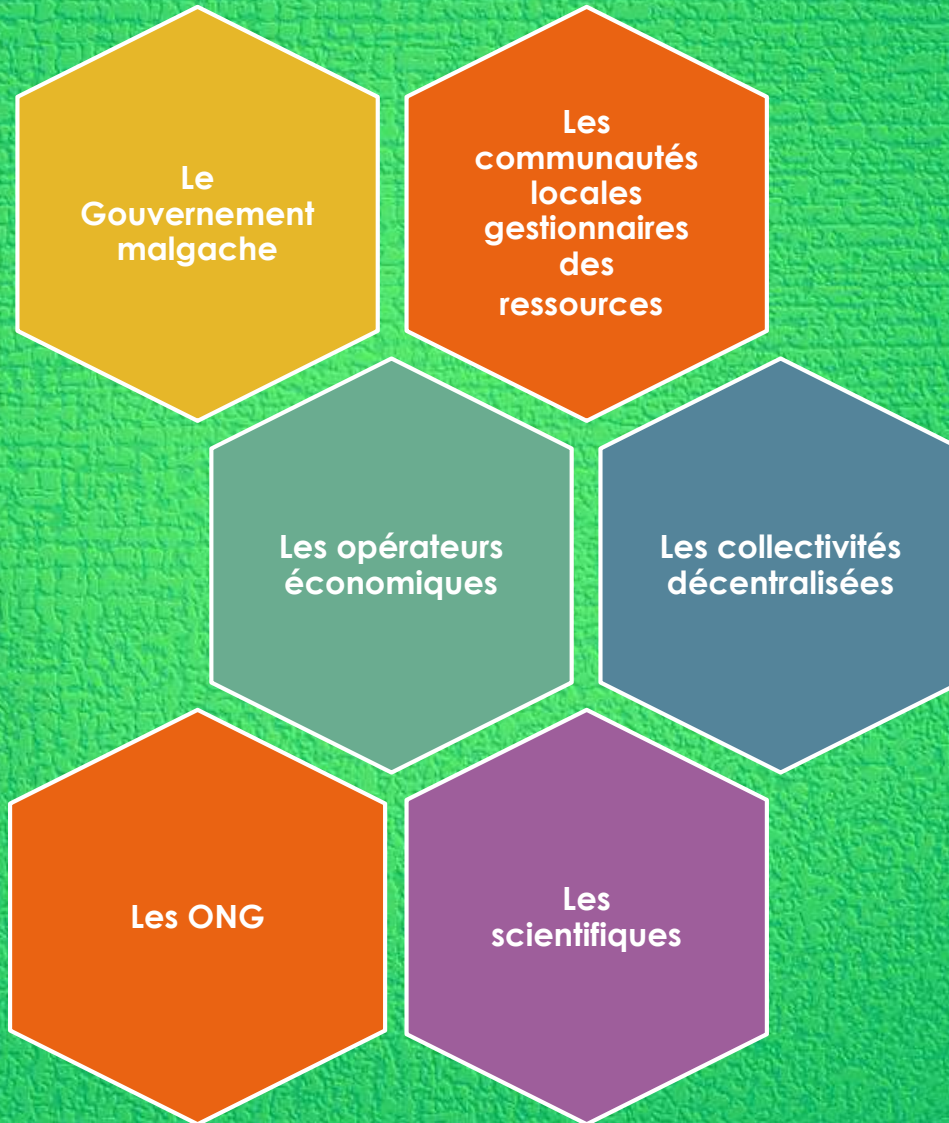 Le
Gouvernement
malgache
Les
communautés
locales
gestionnaires
des
ressources
Les opérateurs
économiques
Les collectivités
décentralisées
Les ONG
Les
scientifiques